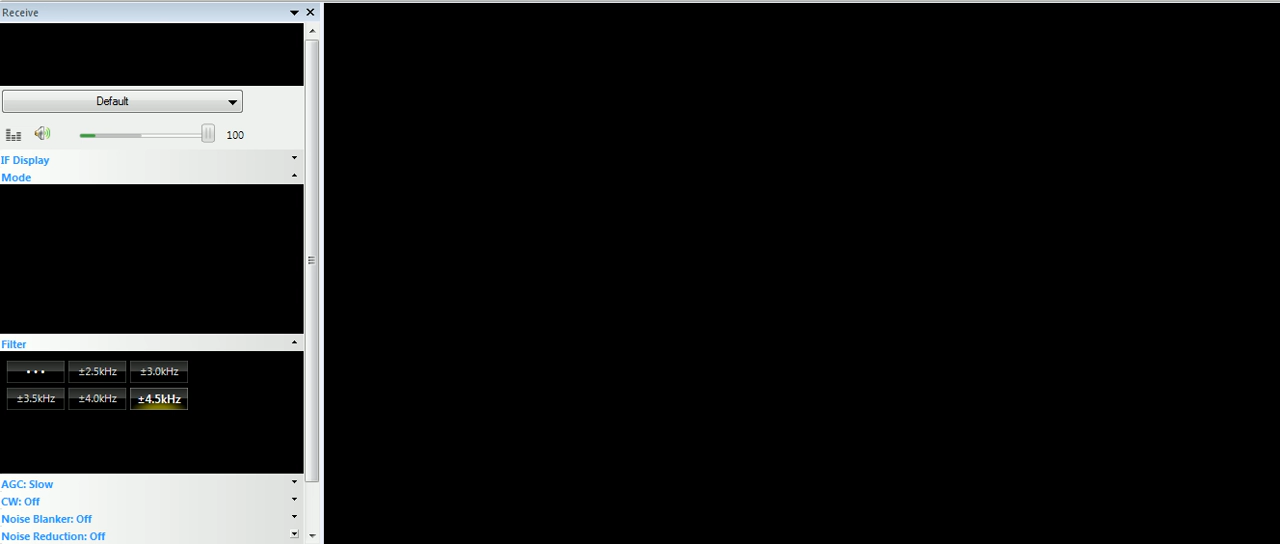 Receive
Default
100
IF Display
Mode
Filter
••• ±2.5kHz ±3.0kHz
±3.5kHz ±4.0kHz ±4.5kHz
AGC: Slow
CW: Off
Noise Blanker: Off
Noise Reduction: Off